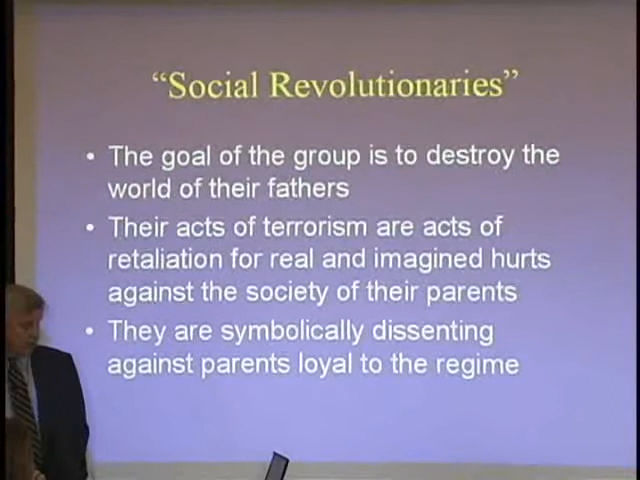 “Social Revolutionaries”
• The goal of the group is to destroy the
world of their fathers
• Their acts of terrorism are acts of
retaliation for real and imagined hurts
against the society of their parents
• They are symbolically dissenting
against parents loyal to the regime